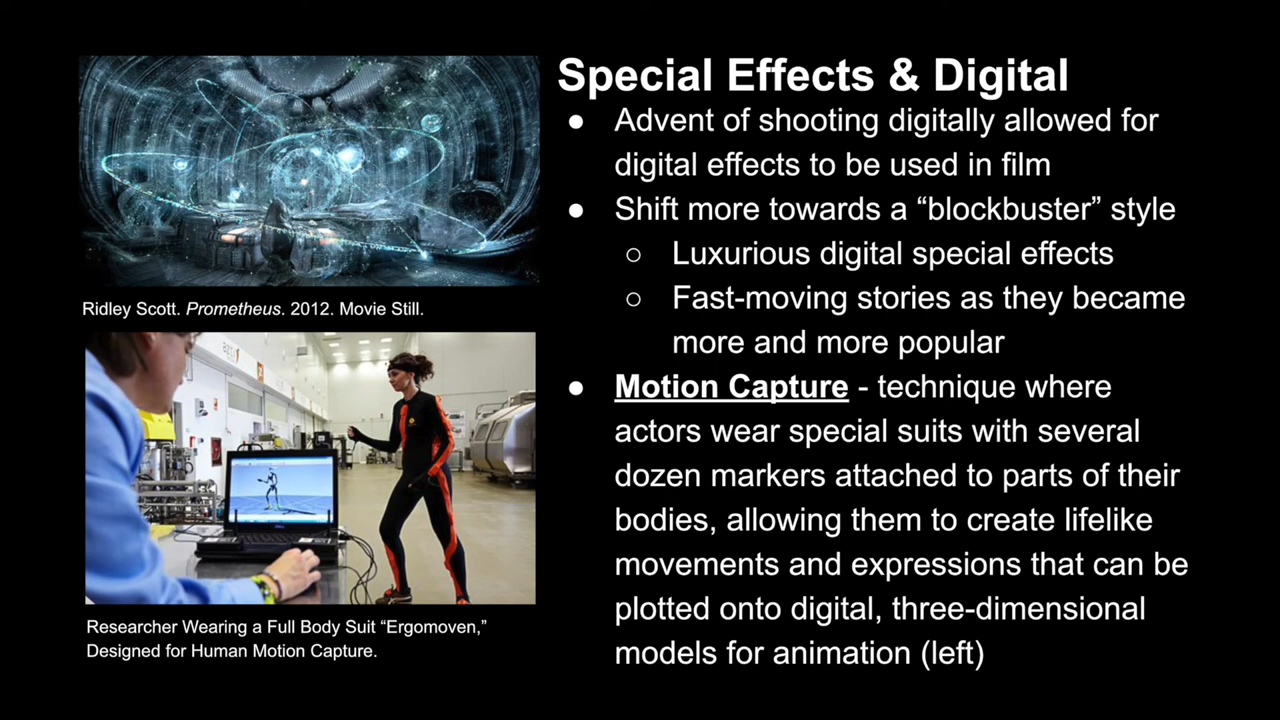 Special Effects & Digital
● Advent of shooting digitally allowed for
digital effects to be used in film
● Shift more towards a “blockbuster” style
○ Luxurious digital special effects
○ Fast-moving stories as they became
more and more popular
● Motion Capture - technique where
actors wear special suits with several
dozen markers attached to parts of their
bodies, allowing them to create lifelike
movements and expressions that can be
plotted onto digital, three-dimensional
models for animation (left)
Ridley Scott. Prometheus. 2012. Movie Still.
Researcher Wearing a Full Body Suit “Ergomoven,”
Designed for Human Motion Capture.